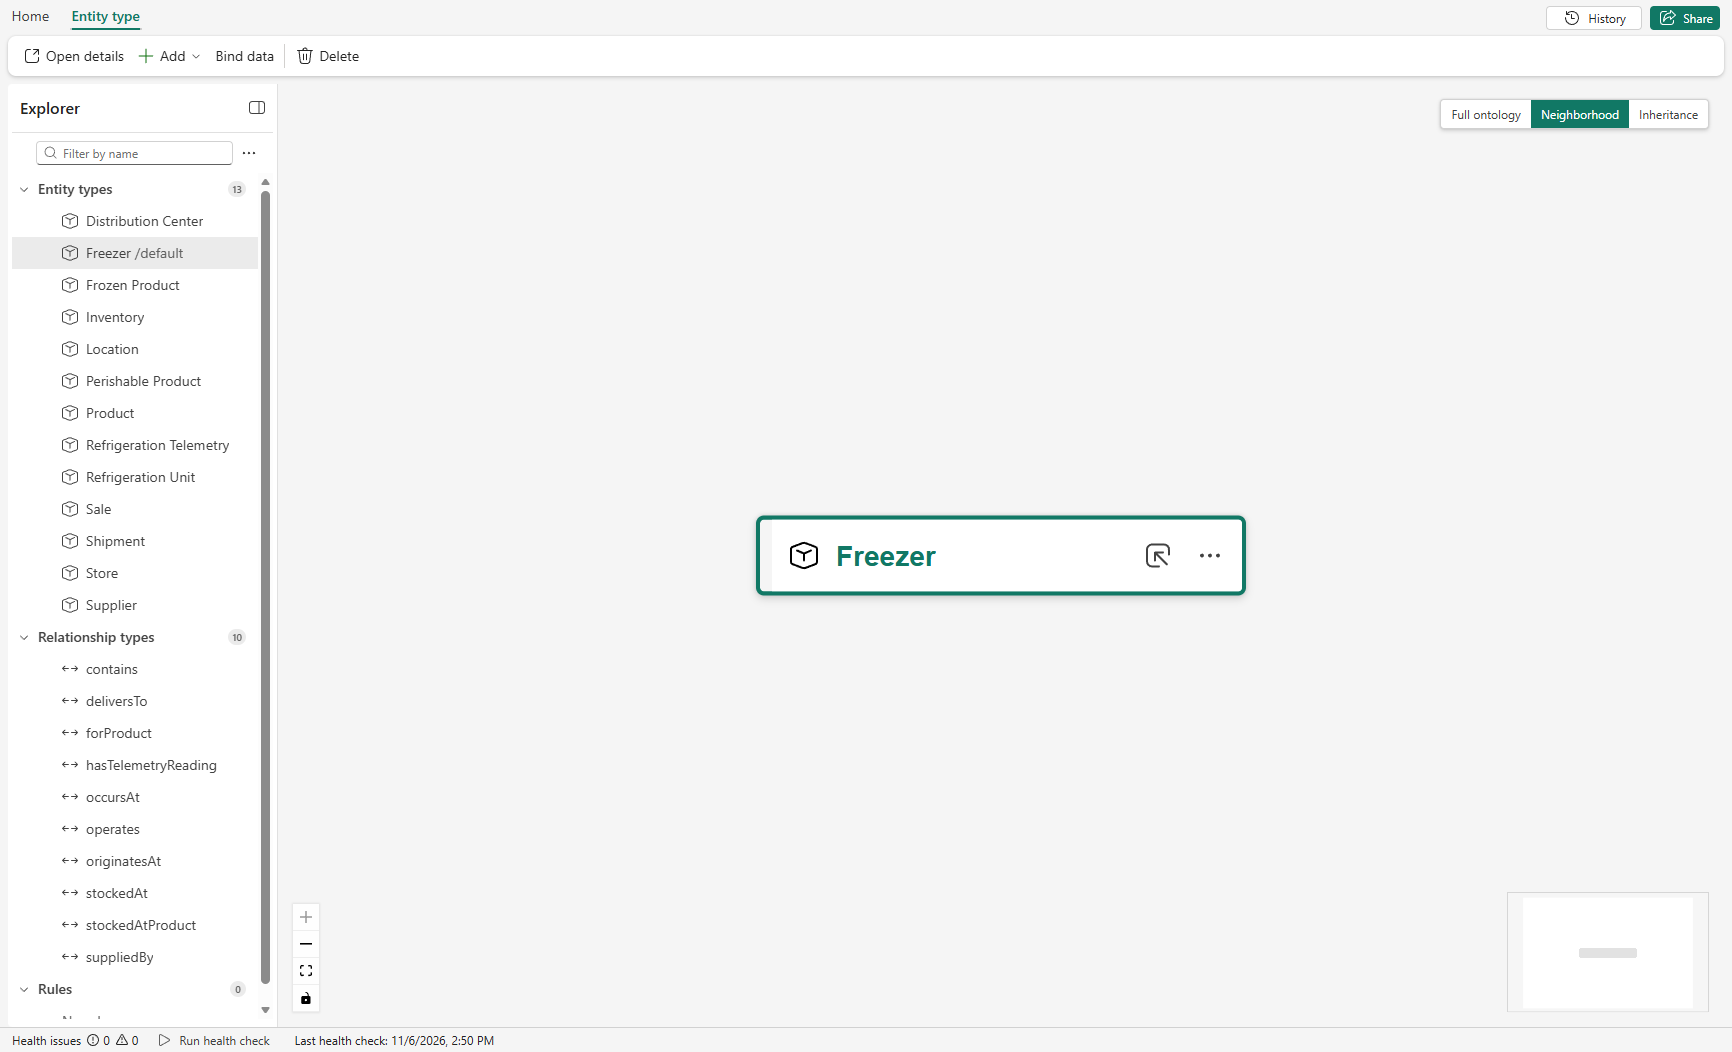 Home
Entity type
History
Share
Open details
Add
Bind data
Delete
Explorer
Full ontology
Neighborhood
Inheritance
Filter by name
Entity types
13
Distribution Center
Freezer /default
Frozen Product
Inventory
Location
Perishable Product
Product
Refrigeration Telemetry
Refrigeration Unit
Sale
Shipment
Store
Supplier
Freezer
Relationship types
10
contains
deliversTo
forProduct
hasTelemetryReading
occursAt
operates
originatesAt
stockedAt
stockedAtProduct
suppliedBy
Rules
0
Health issues 0 0
Run health check
Last health check: 11/6/2026, 2:50 PM